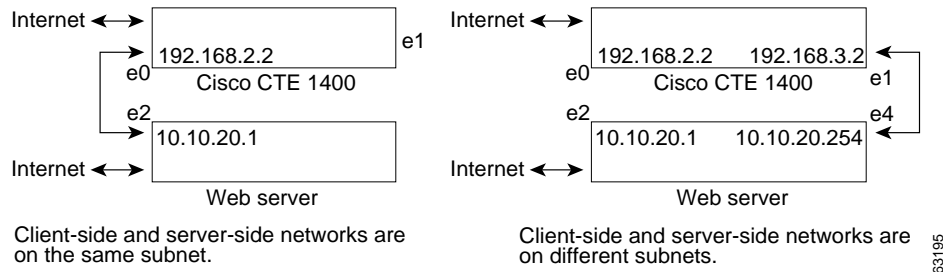 Internet
192.168.2.2
e1
e0
Cisco CTE 1400
e2
10.10.20.1
Internet
Web server
Client-side and server-side networks are
on the same subnet.
Internet
192.168.2.2 192.168.3.2
e0
e1
Cisco CTE 1400
e2
e4
10.10.20.1 10.10.20.254
Internet
Web server
Client-side and server-side networks are
on different subnets.
63195